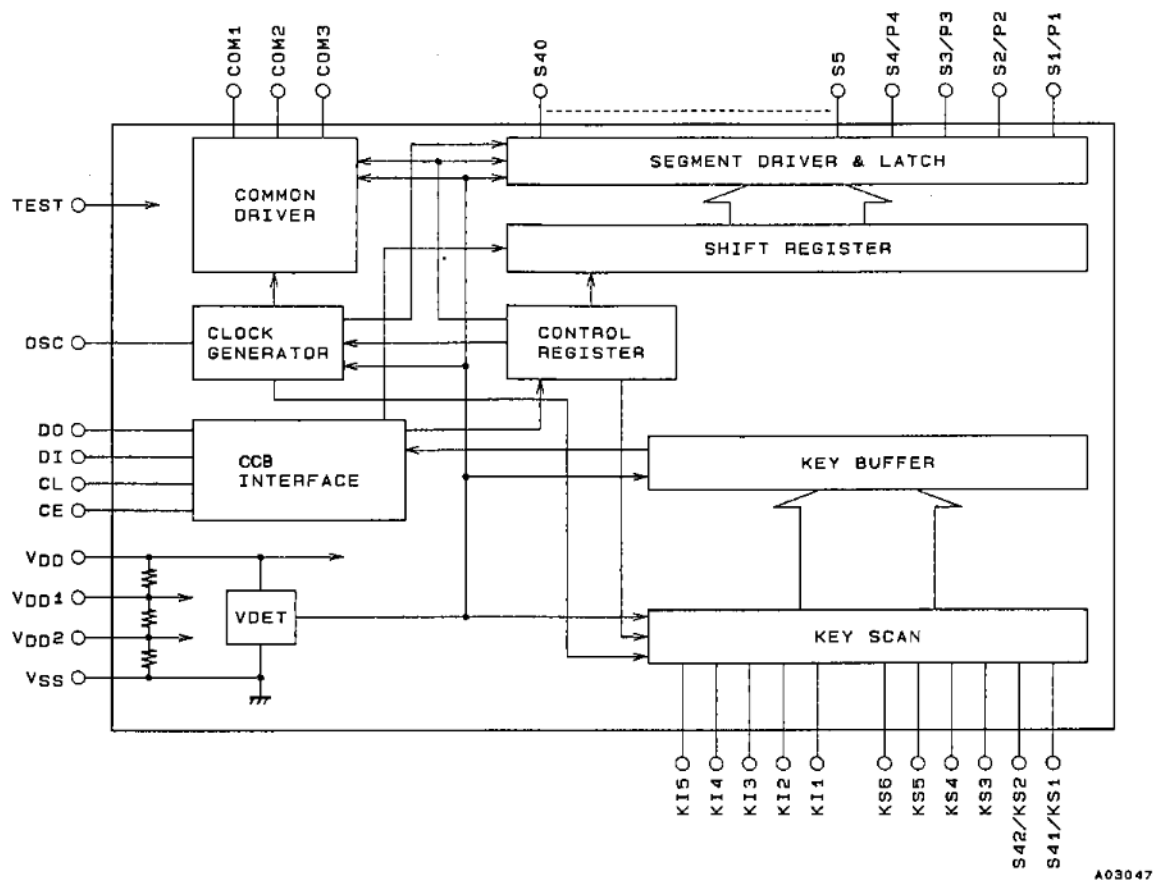 COM1
COM2
COM3
S40
S5
S4/P4
S3/P3
S2/P2
S1/P1
SEGMENT DRIVER & LATCH
COMMON
DRIVER
TEST
SHIFT REGISTER
OSC
CLOCK
GENERATOR
CONTROL
REGISTER
DO
DI
CL
CE
CCB
INTERFACE
KEY BUFFER
VDD
VDD1
VDD2
VSS
VDET
KEY SCAN
KI5
KI4
KI3
KI2
KI1
KS6
KS5
KS4
KS3
S42/KS2
S41/KS1
A03047